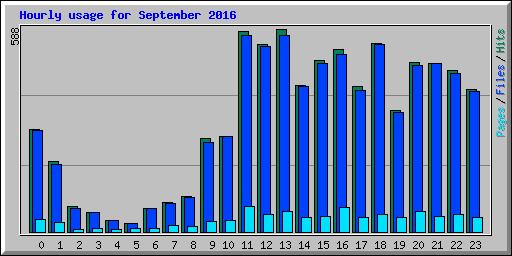 Hourly usage for September 2016
588
Pages/Files/Hits
0 1 2 3 4 5 6 7 8 9 10 11 12 13 14 15 16 17 18 19 20 21 22 23